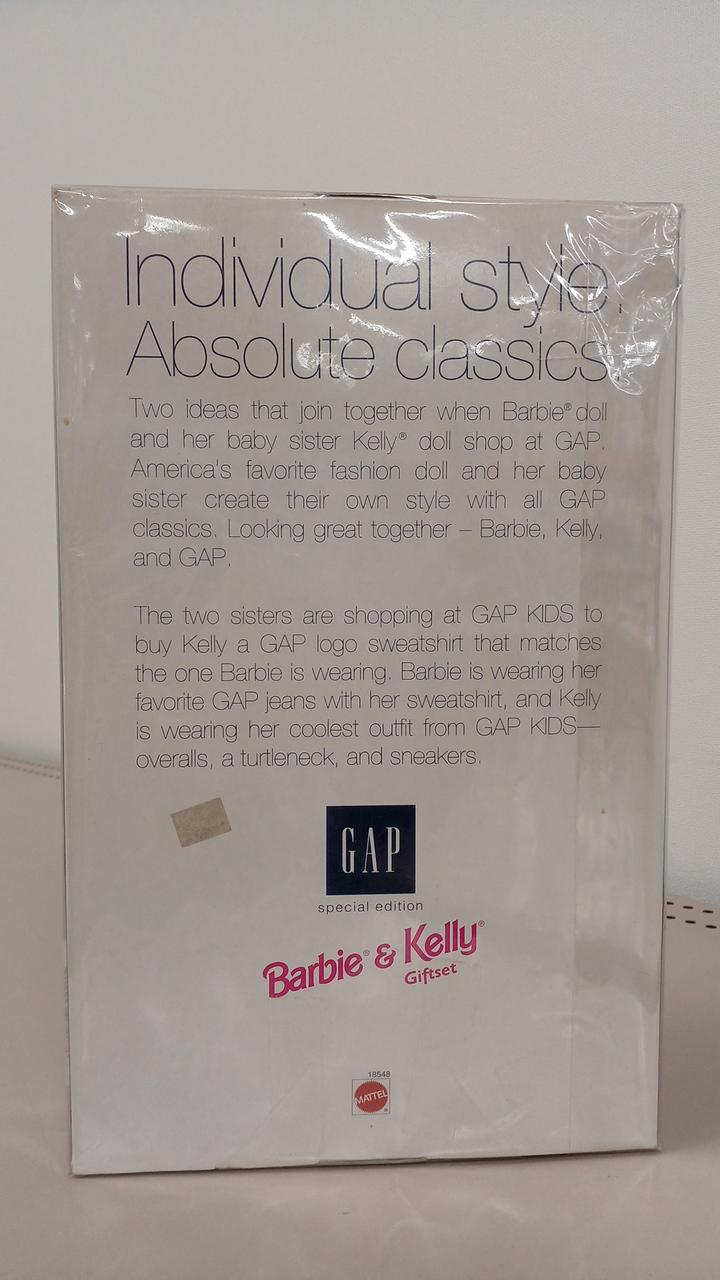 Individual style.
Absolute classics.
Two ideas that join together when Barbie® doll
and her baby sister Kelly® doll shop at GAP.
America's favorite fashion doll and her baby
sister create their own style with all GAP
classics. Looking great together – Barbie, Kelly,
and GAP.
The two sisters are shopping at GAP KIDS to
buy Kelly a GAP logo sweatshirt that matches
the one Barbie is wearing. Barbie is wearing her
favorite GAP jeans with her sweatshirt, and Kelly
is wearing her coolest outfit from GAP KIDS—
overalls, a turtleneck, and sneakers.
GAP
special edition
Barbie® & Kelly®
Giftset
18548
MATTEL